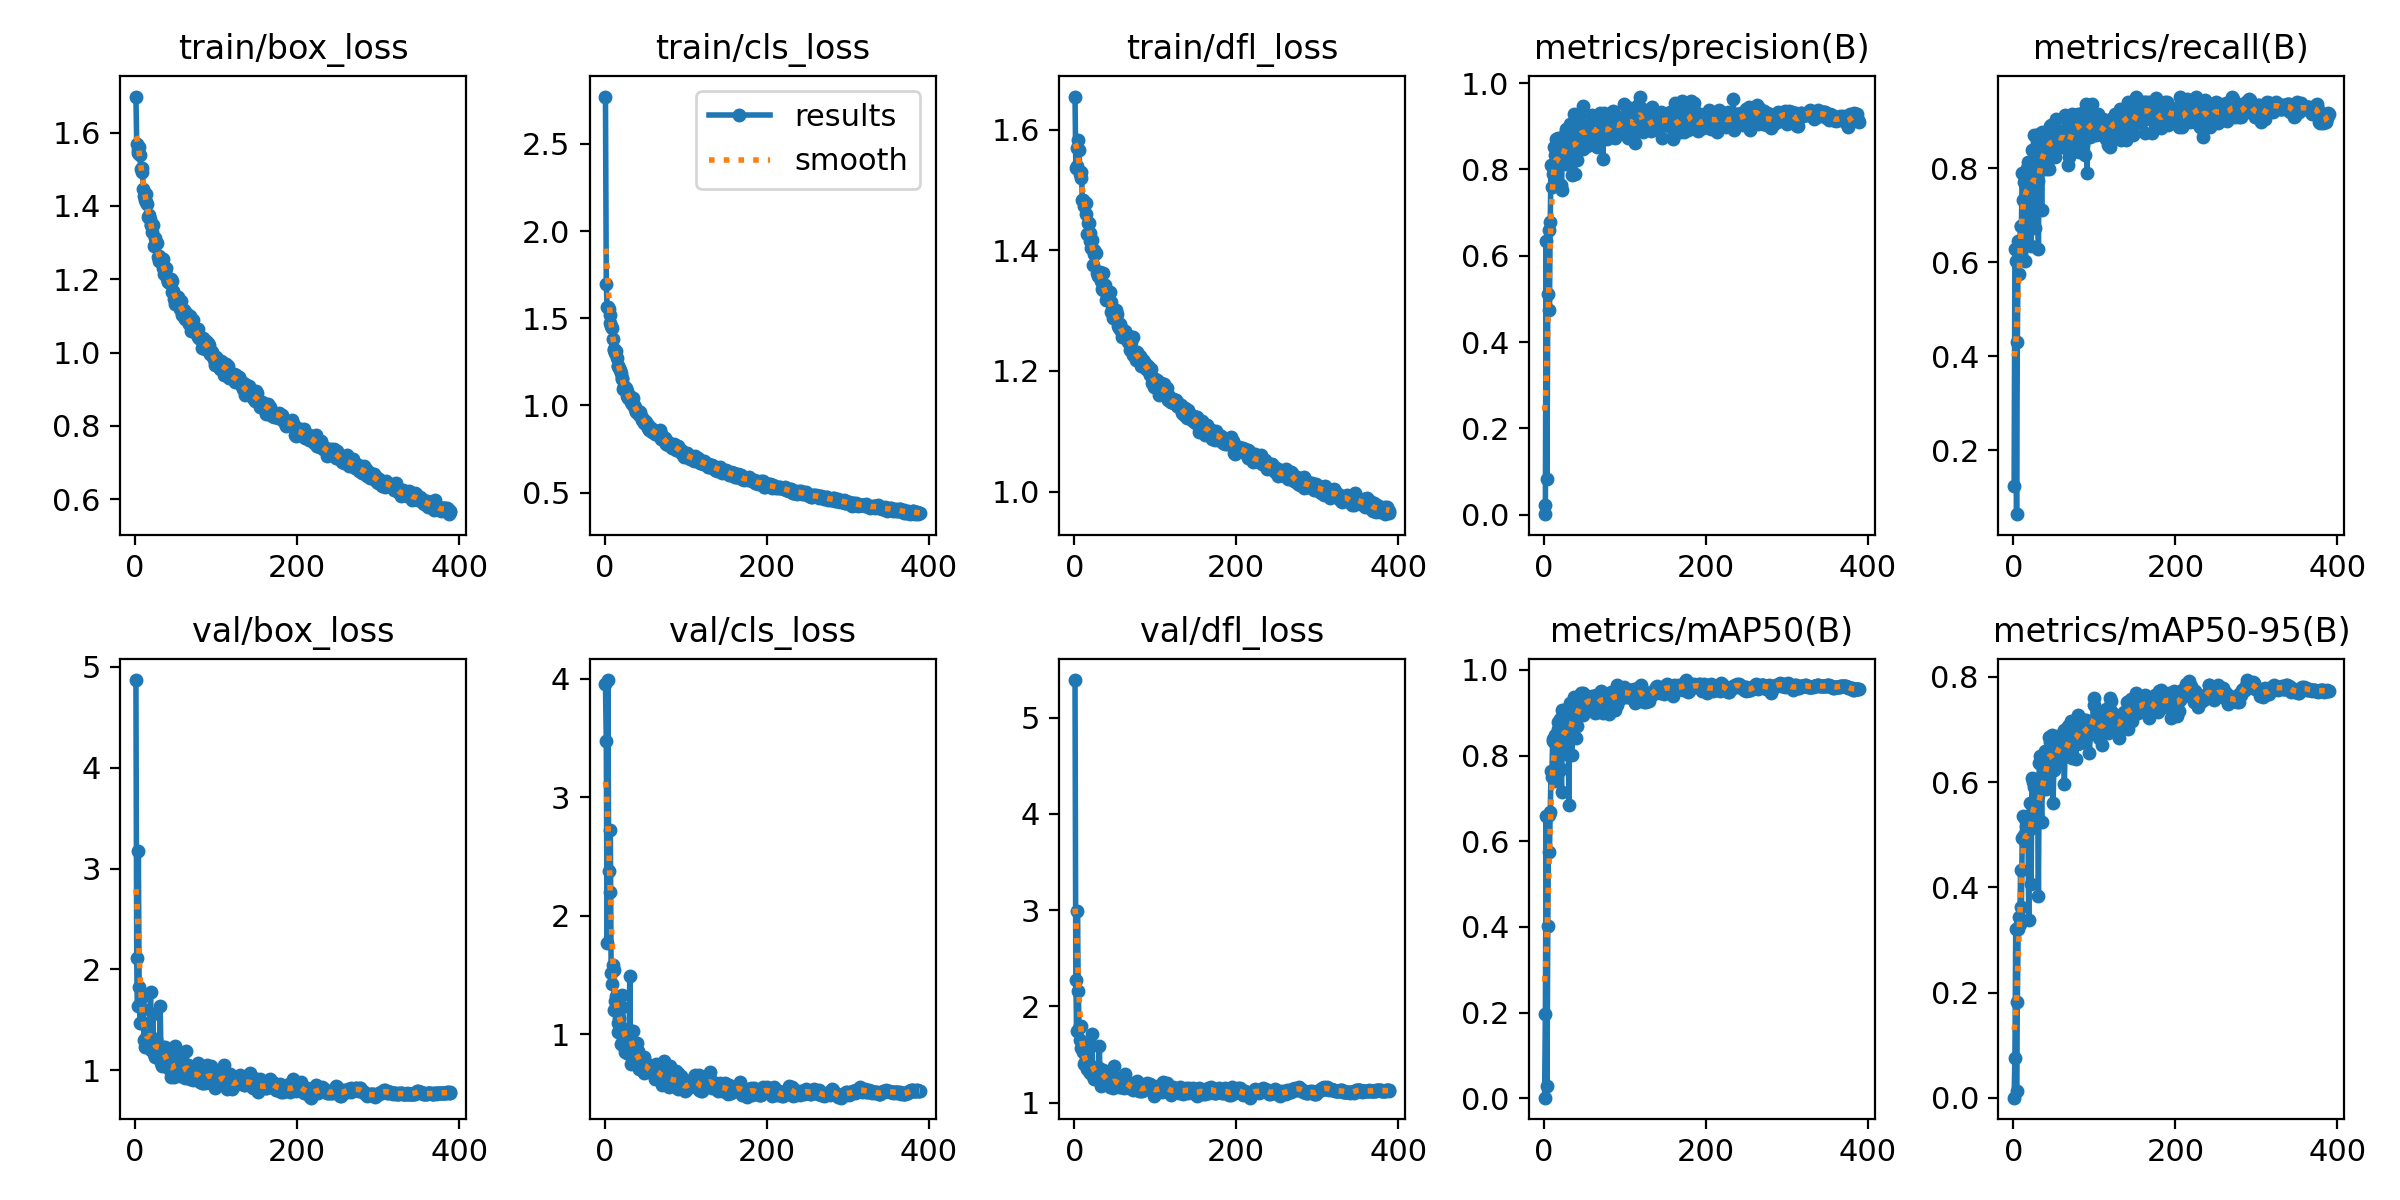 train/box_loss
1.6
1.4
1.2
1.0
0.8
0.6
0 200 400
train/cls_loss
results
smooth
2.5
2.0
1.5
1.0
0.5
0 200 400
train/dfl_loss
1.6
1.4
1.2
1.0
0 200 400
metrics/precision(B)
1.0
0.8
0.6
0.4
0.2
0.0
0 200 400
metrics/recall(B)
0.8
0.6
0.4
0.2
0 200 400
val/box_loss
5
4
3
2
1
0 200 400
val/cls_loss
4
3
2
1
0 200 400
val/dfl_loss
5
4
3
2
1
0 200 400
metrics/mAP50(B)
1.0
0.8
0.6
0.4
0.2
0.0
0 200 400
metrics/mAP50-95(B)
0.8
0.6
0.4
0.2
0.0
0 200 400